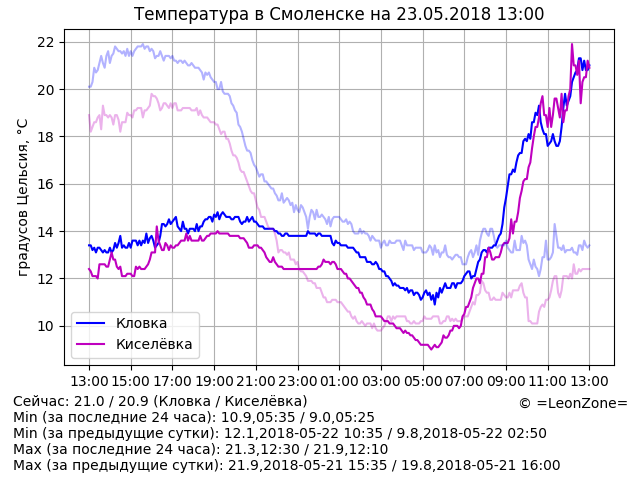 Температура в Смоленске на 23.05.2018 13:00
градусов Цельсия, °C
22
20
18
16
14
12
10
Кловка
Киселёвка
13:00 15:00 17:00 19:00 21:00 23:00 01:00 03:00 05:00 07:00 09:00 11:00 13:00
Сейчас: 21.0 / 20.9 (Кловка / Киселёвка)
© =LeonZone=
Min (за последние 24 часа): 10.9,05:35 / 9.0,05:25
Min (за предыдущие сутки): 12.1,2018-05-22 10:35 / 9.8,2018-05-22 02:50
Max (за последние 24 часа): 21.3,12:30 / 21.9,12:10
Max (за предыдущие сутки): 21.9,2018-05-21 15:35 / 19.8,2018-05-21 16:00